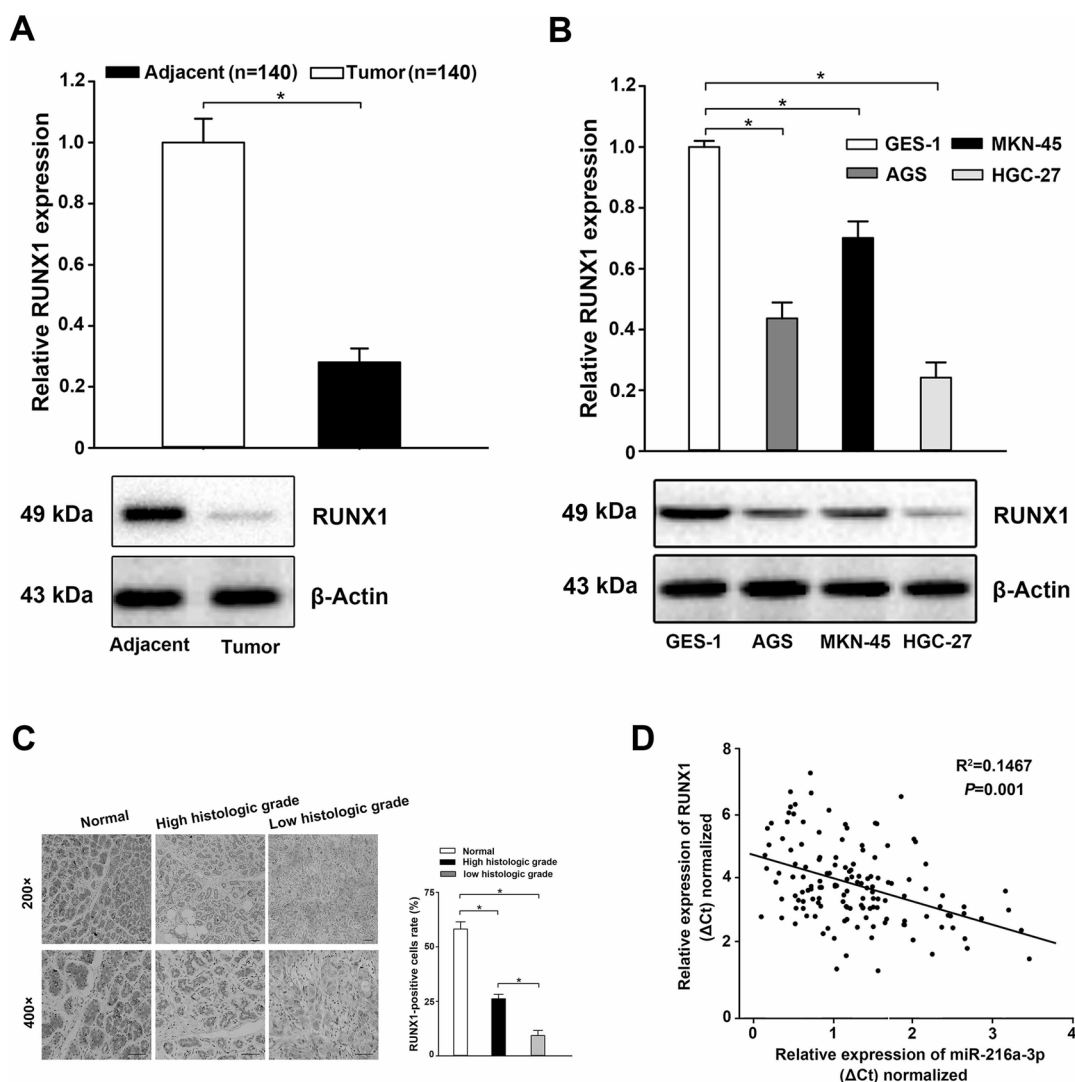 A
Adjacent (n=140) Tumor (n=140)
*
Relative RUNX1 expression
1.2
1.0
0.8
0.6
0.4
0.2
0
49 kDa RUNX1
43 kDa β-Actin
Adjacent Tumor
B
*
*
*
GES-1 MKN-45
AGS HGC-27
Relative RUNX1 expression
1.2
1.0
0.8
0.6
0.4
0.2
0
49 kDa RUNX1
43 kDa β-Actin
GES-1 AGS MKN-45 HGC-27
C
Normal High histologic grade Low histologic grade
200×
400×
Normal
High histologic grade
low histologic grade
RUNX1-positive cells rate (%)
75
50
25
0
*
*
*
D
R²=0.1467
P=0.001
Relative expression of RUNX1
(ΔCt) normalized
8
6
4
2
0
0 1 2 3 4
Relative expression of miR-216a-3p
(ΔCt) normalized